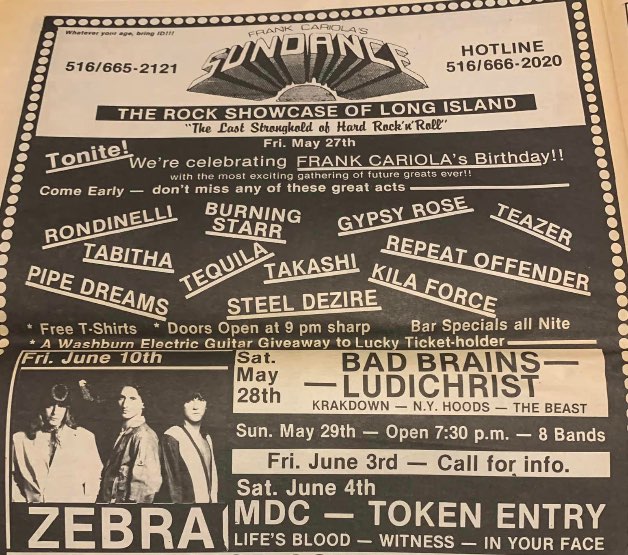 Whatever your age, bring ID!!!
FRANK CARIOLA'S
SUNDANCE
516/665-2121
HOTLINE
516/666-2020
THE ROCK SHOWCASE OF LONG ISLAND
"The Last Stronghold of Hard Rock'n'Roll"
Fri. May 27th
Tonite!
We're celebrating FRANK CARIOLA's Birthday!!
with the most exciting gathering of future greats ever!!
Come Early — don't miss any of these great acts
RONDINELLI
BURNING STARR
GYPSY ROSE
TEAZER
TABITHA
TEQUILA
TAKASHI
REPEAT OFFENDER
PIPE DREAMS
STEEL DEZIRE
KILA FORCE
* Free T-Shirts * Doors Open at 9 pm sharp Bar Specials all Nite
* A Washburn Electric Guitar Giveaway to Lucky Ticket-holder
Fri. June 10th
ZEBRA
Sat. May 28th
BAD BRAINS —
— LUDICHRIST
KRAKDOWN — N.Y. HOODS — THE BEAST
Sun. May 29th — Open 7:30 p.m. — 8 Bands
Fri. June 3rd — Call for info.
Sat. June 4th
MDC — TOKEN ENTRY
LIFE'S BLOOD — WITNESS — IN YOUR FACE